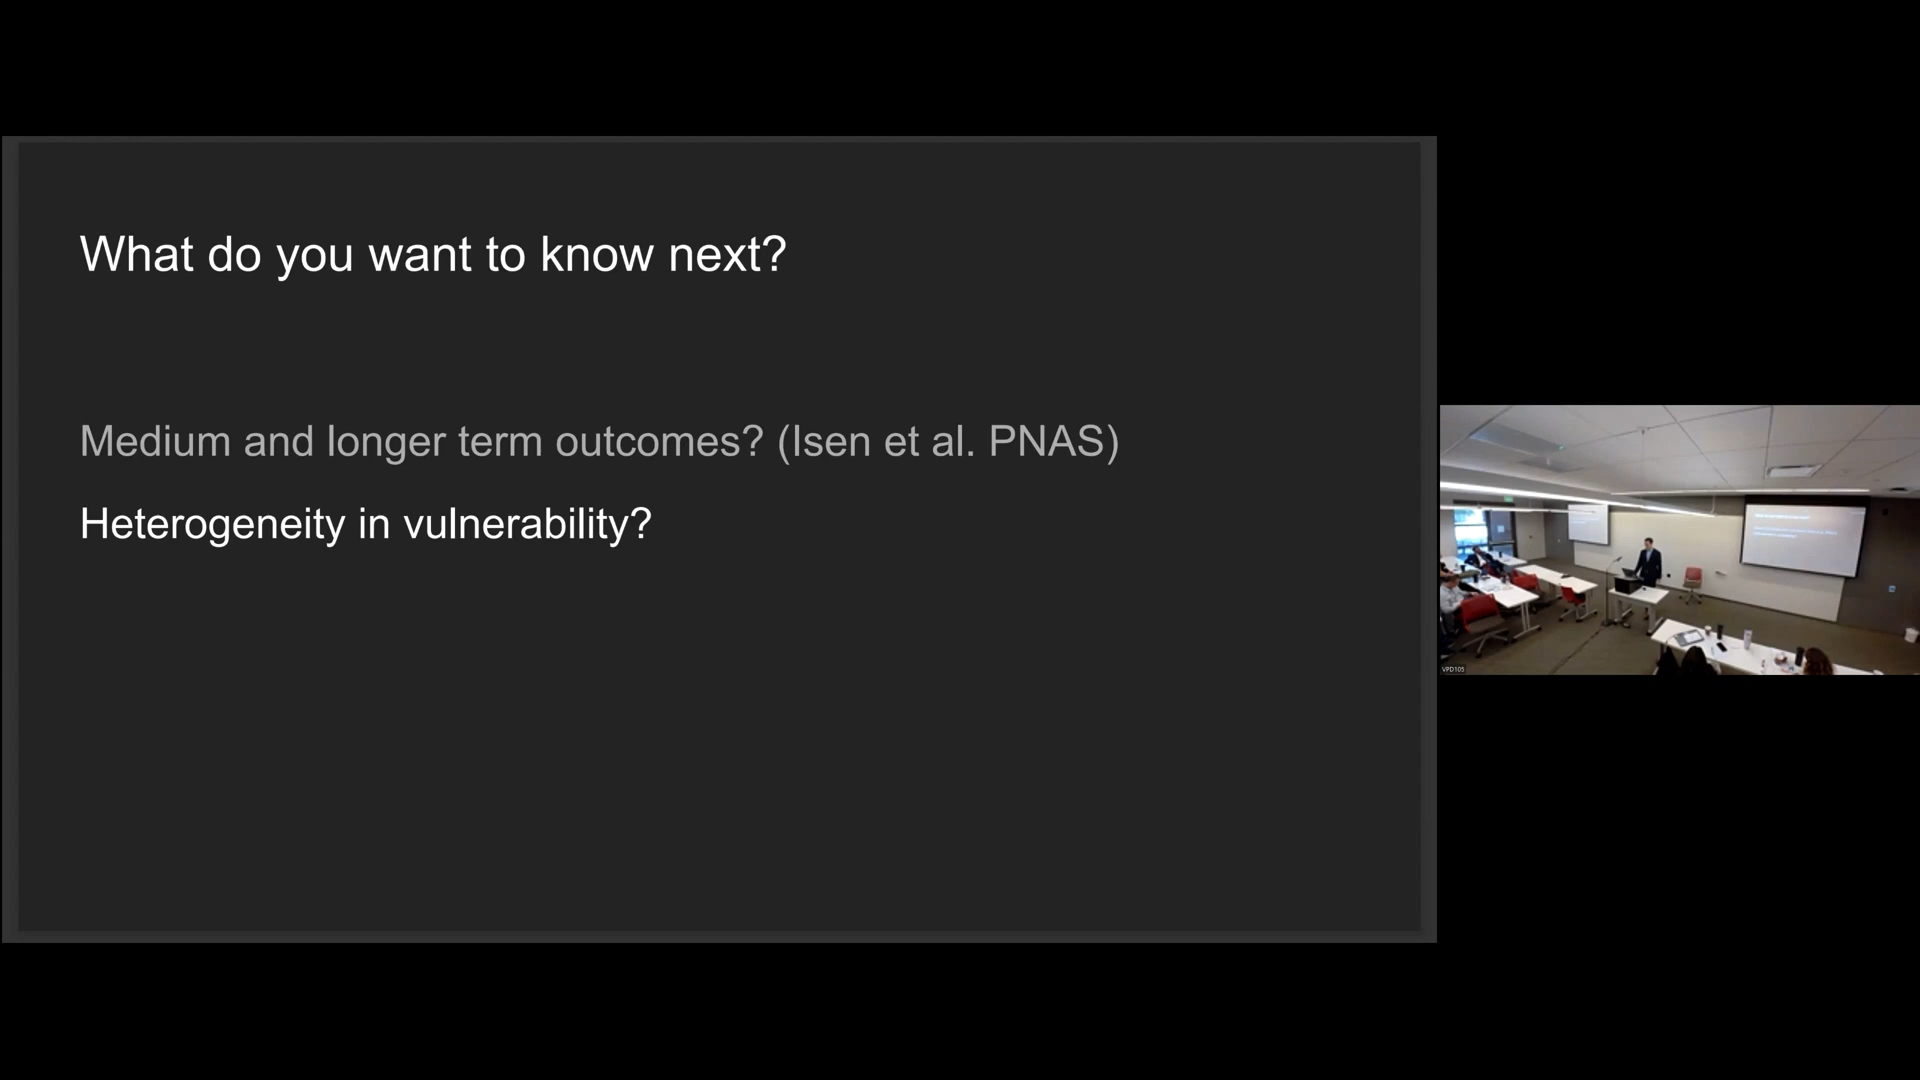 What do you want to know next?
Medium and longer term outcomes? (Isen et al. PNAS)
Heterogeneity in vulnerability?
VPD105